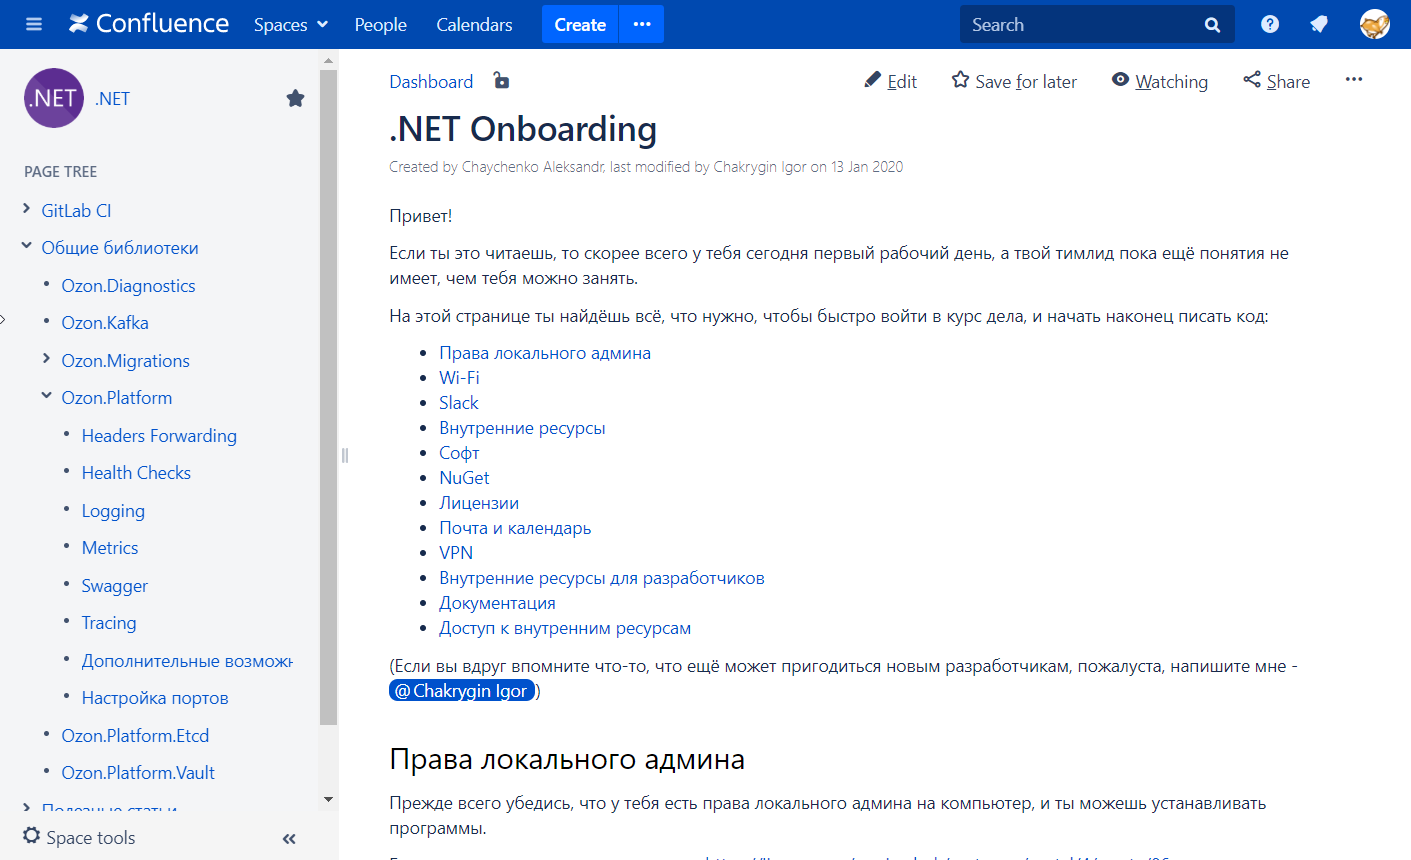 Confluence Spaces People Calendars Create ··· Search
.NET .NET
PAGE TREE
GitLab CI
Общие библиотеки
Ozon.Diagnostics
Ozon.Kafka
Ozon.Migrations
Ozon.Platform
Headers Forwarding
Health Checks
Logging
Metrics
Swagger
Tracing
Дополнительные возможн
Настройка портов
Ozon.Platform.Etcd
Ozon.Platform.Vault
Полезные статьи
Space tools
Dashboard Edit Save for later Watching Share ···
.NET Onboarding
Created by Chaychenko Aleksandr, last modified by Chakrygin Igor on 13 Jan 2020
Привет!
Если ты это читаешь, то скорее всего у тебя сегодня первый рабочий день, а твой тимлид пока ещё понятия не
имеет, чем тебя можно занять.
На этой странице ты найдёшь всё, что нужно, чтобы быстро войти в курс дела, и начать наконец писать код:
• Права локального админа
• Wi-Fi
• Slack
• Внутренние ресурсы
• Софт
• NuGet
• Лицензии
• Почта и календарь
• VPN
• Внутренние ресурсы для разработчиков
• Документация
• Доступ к внутренним ресурсам
(Если вы вдруг впомните что-то, что ещё может пригодиться новым разработчикам, пожалуста, напишите мне -
@Chakrygin Igor)
Права локального админа
Прежде всего убедись, что у тебя есть права локального админа на компьютер, и ты можешь устанавливать
программы.